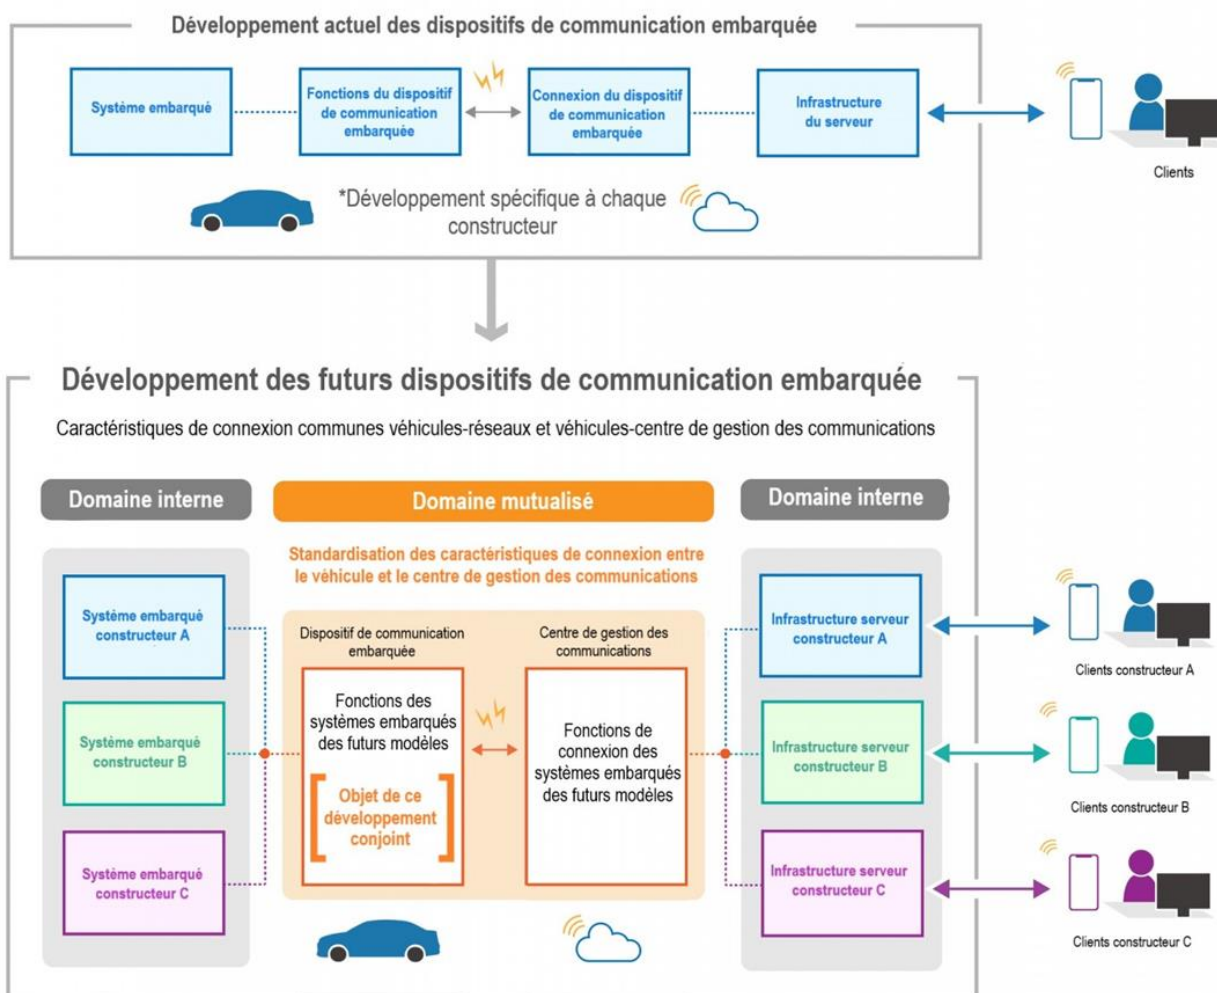 Développement actuel des dispositifs de communication embarquée
Système embarqué
Fonctions du dispositif
de communication
embarquée
Connexion du dispositif
de communication
embarquée
Infrastructure
du serveur
Clients
*Développement spécifique à chaque
constructeur
Développement des futurs dispositifs de communication embarquée
Caractéristiques de connexion communes véhicules-réseaux et véhicules-centre de gestion des communications
Domaine interne
Domaine mutualisé
Domaine interne
Standardisation des caractéristiques de connexion entre
le véhicule et le centre de gestion des communications
Système embarqué
constructeur A
Système embarqué
constructeur B
Système embarqué
constructeur C
Dispositif de communication
embarquée
Fonctions des
systèmes embarqués
des futurs modèles
Objet de ce
développement
conjoint
Centre de gestion des
communications
Fonctions de
connexion des
systèmes embarqués
des futurs modèles
Infrastructure serveur
constructeur A
Infrastructure serveur
constructeur B
Infrastructure serveur
constructeur C
Clients constructeur A
Clients constructeur B
Clients constructeur C